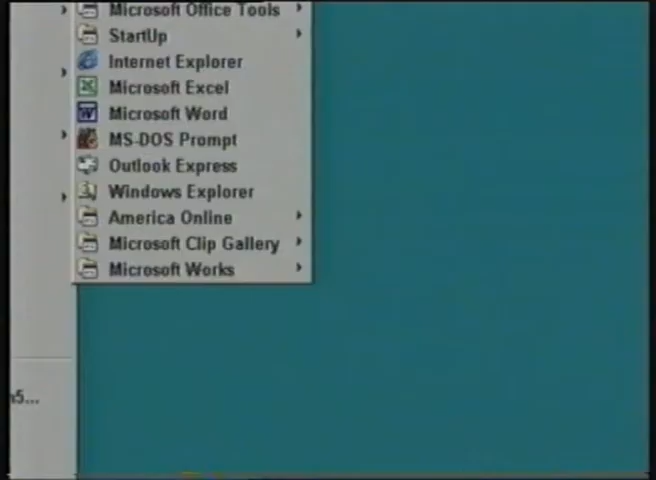 Microsoft Office Tools
StartUp
Internet Explorer
Microsoft Excel
Microsoft Word
MS-DOS Prompt
Outlook Express
Windows Explorer
America Online
Microsoft Clip Gallery
Microsoft Works